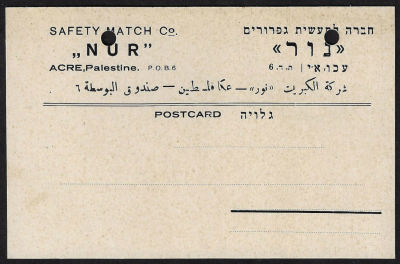 SAFETY MATCH Co.
„NUR”
ACRE, Palestine. P.O.B.6
חברה לתעשית גפרורים
«נור»
עכו.א״י | ת.ד. 6
شركة الكبريت «نور» — عكا فلسطين — صندوق البوسطة ٦
POSTCARD גלויה